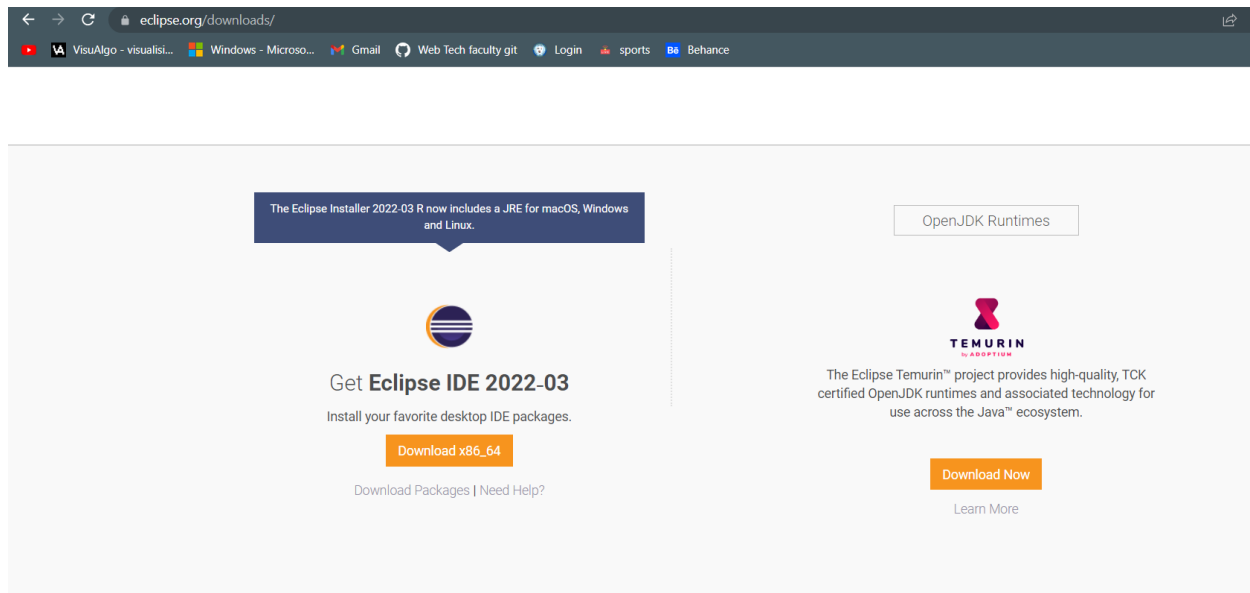 eclipse.org/downloads/
VisuAlgo - visualisi...
Windows - Microso...
Gmail
Web Tech faculty git
Login
sports
Bē
Behance
The Eclipse Installer 2022-03 R now includes a JRE for macOS, Windows
and Linux.
Get Eclipse IDE 2022-03
Install your favorite desktop IDE packages.
Download x86_64
Download Packages | Need Help?
OpenJDK Runtimes
TEMURIN
by ADOPTIUM
The Eclipse Temurin™ project provides high-quality, TCK
certified OpenJDK runtimes and associated technology for
use across the Java™ ecosystem.
Download Now
Learn More